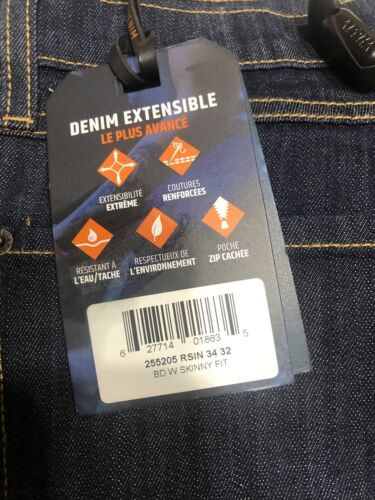 DENIM EXTENSIBLE
LE PLUS AVANCÉ
EXTENSIBILITÉ
EXTRÊME
COUTURES
RENFORCÉES
RÉSISTANT À
L'EAU/TACHE
RESPECTUEUX DE
L'ENVIRONNEMENT
POCHE
ZIP CACHÉE
6 27714 01863 5
255205 RSIN 34 32
BD W SKINNY FIT